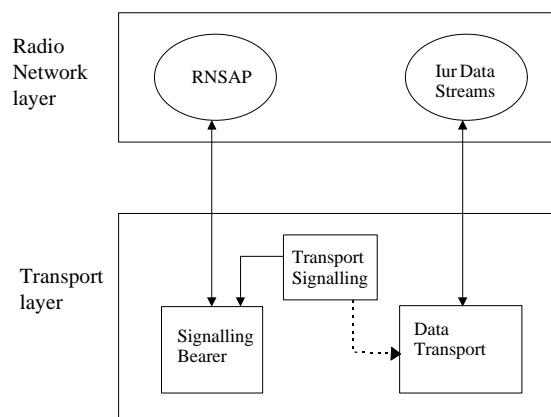 Radio
Network
layer
RNSAP
Iur Data
Streams
Transport
layer
Transport
Signalling
Signalling
Bearer
Data
Transport